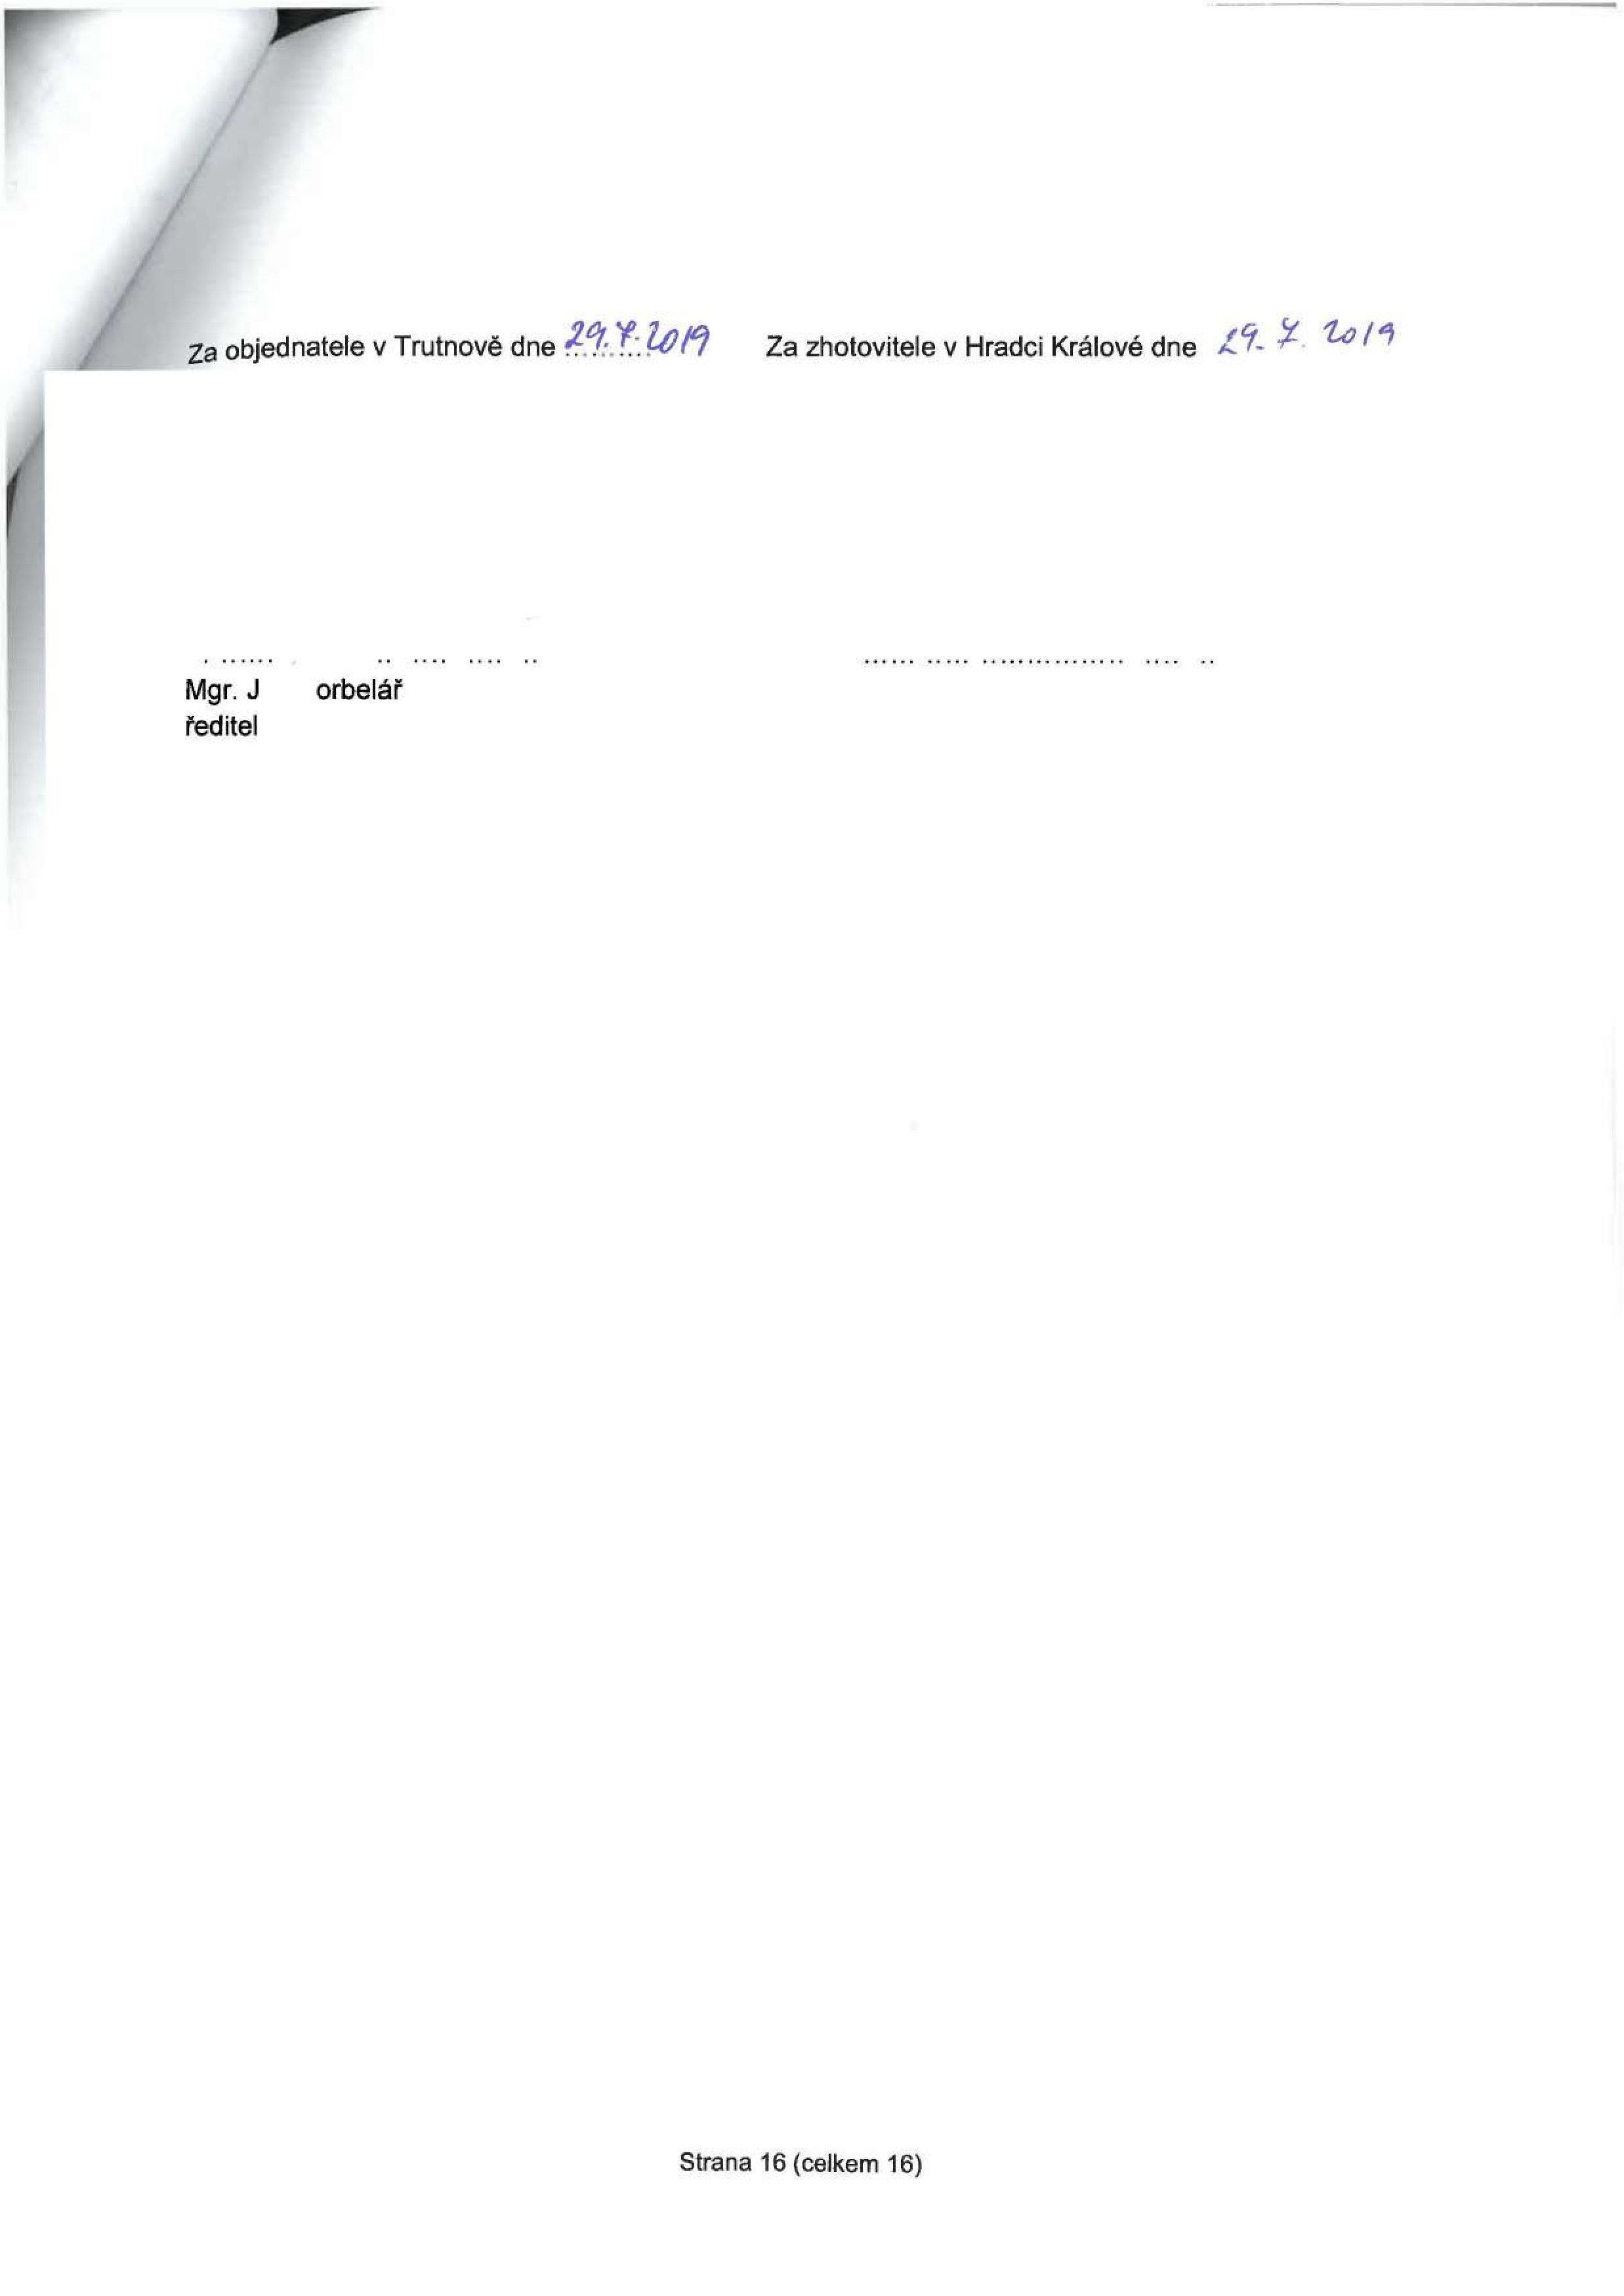 Za objednatele v Trutnově dne 29.7.2019 Za zhotovitele v Hradci Králové dne 29. 7. 2019
. ...... .. .... .... .. ...... ..... ................ .... ..
Mgr. J orbelář
ředitel
Strana 16 (celkem 16)